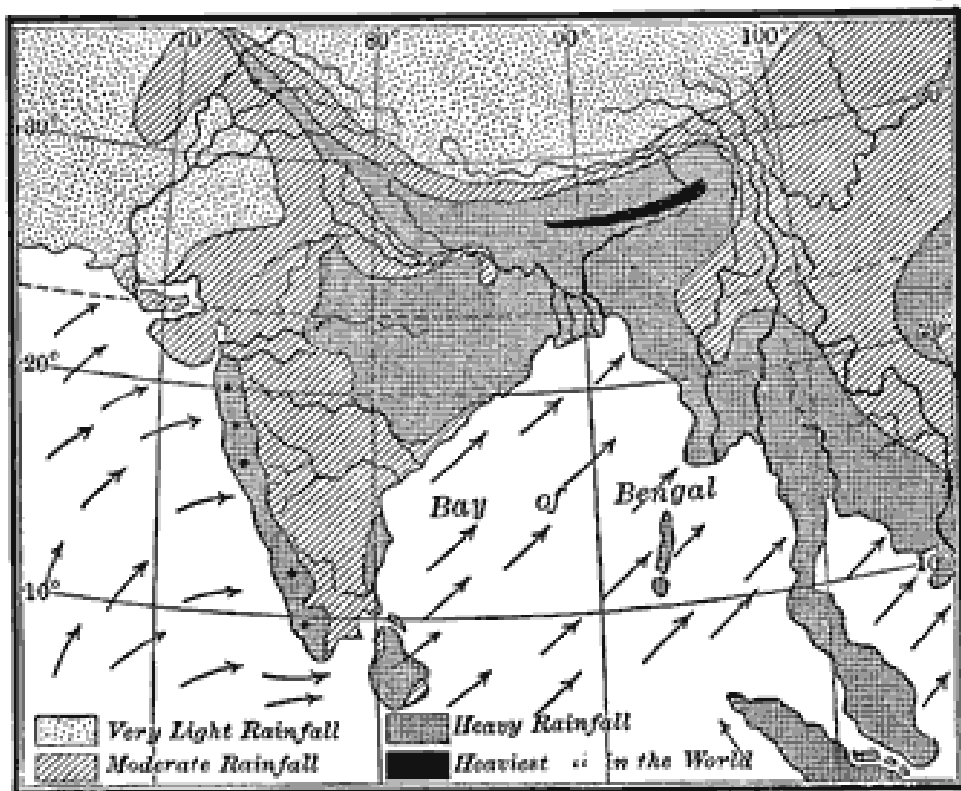 70 80° 90° 100°
30°
20°
Bay of Bengal
10° 10
Very Light Rainfall
Heavy Rainfall
Moderate Rainfall
Heaviest in the World